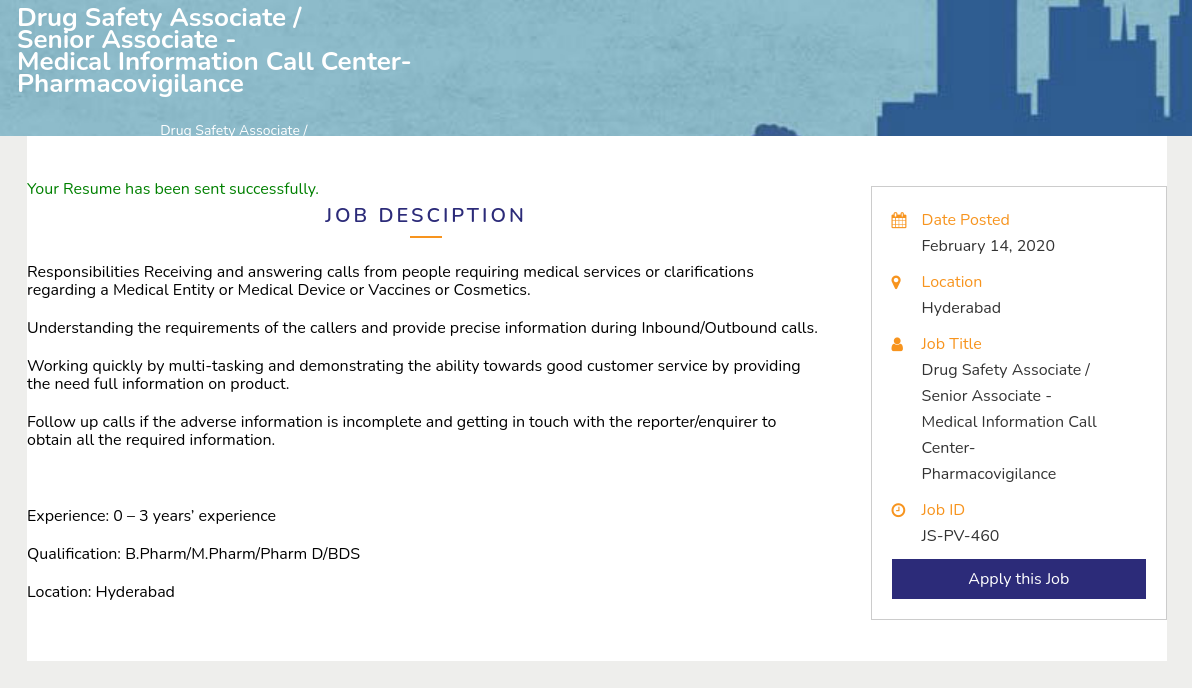 Drug Safety Associate /
Senior Associate -
Medical Information Call Center-
Pharmacovigilance
Drug Safety Associate /
Your Resume has been sent successfully.
JOB DESCIPTION
Responsibilities Receiving and answering calls from people requiring medical services or clarifications
regarding a Medical Entity or Medical Device or Vaccines or Cosmetics.
Understanding the requirements of the callers and provide precise information during Inbound/Outbound calls.
Working quickly by multi-tasking and demonstrating the ability towards good customer service by providing
the need full information on product.
Follow up calls if the adverse information is incomplete and getting in touch with the reporter/enquirer to
obtain all the required information.
Experience: 0 – 3 years’ experience
Qualification: B.Pharm/M.Pharm/Pharm D/BDS
Location: Hyderabad
Date Posted
February 14, 2020
Location
Hyderabad
Job Title
Drug Safety Associate /
Senior Associate -
Medical Information Call
Center-
Pharmacovigilance
Job ID
JS-PV-460
Apply this Job